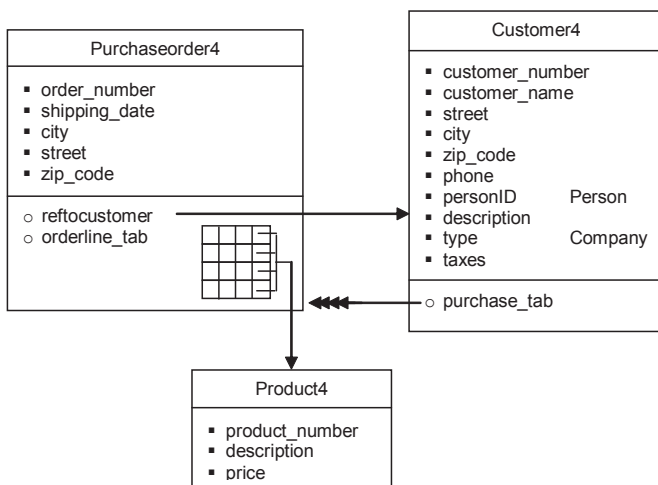 Purchaseorder4
▪ order_number
▪ shipping_date
▪ city
▪ street
▪ zip_code
○ reftocustomer
○ orderline_tab
Customer4
▪ customer_number
▪ customer_name
▪ street
▪ city
▪ zip_code
▪ phone
▪ personID Person
▪ description
▪ type Company
▪ taxes
○ purchase_tab
Product4
▪ product_number
▪ description
▪ price